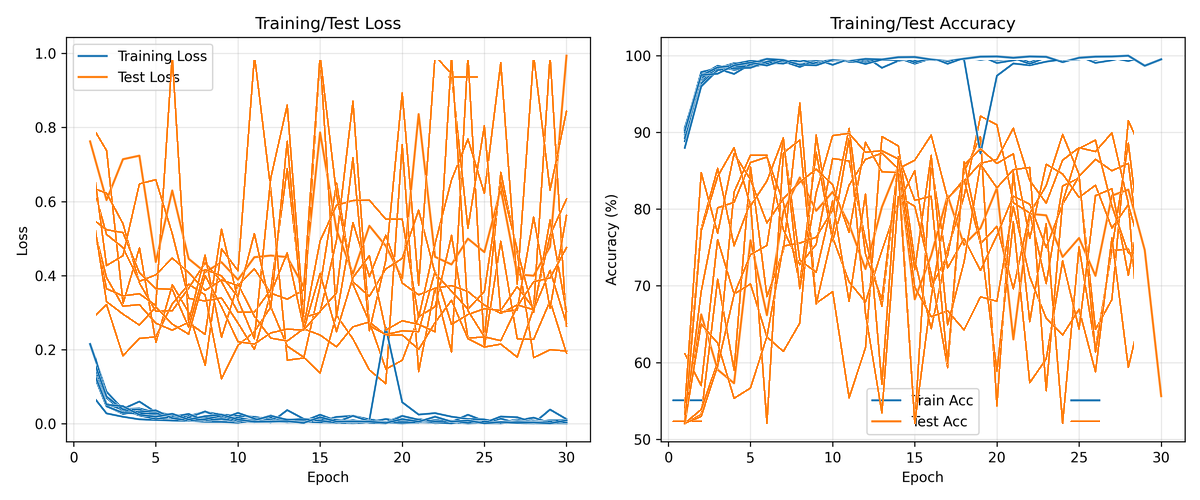 Training/Test Loss
Training Loss
Test Loss
Loss
1.0
0.8
0.6
0.4
0.2
0.0
0
5
10
15
20
25
30
Epoch
Training/Test Accuracy
Accuracy (%)
100
90
80
70
60
50
Train Acc
Test Acc
0
5
10
15
20
25
30
Epoch